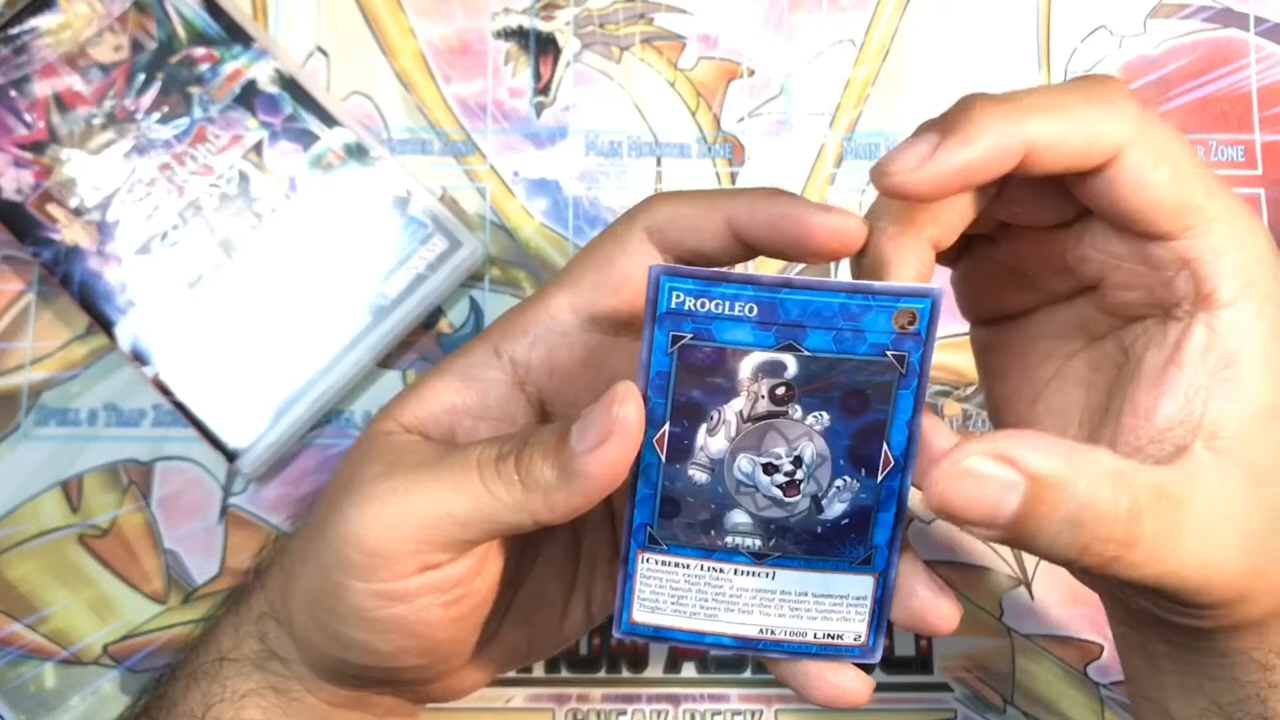 Main Monster Zone
Main M
r Zone
Progleo
Spell & Trap Zon
[Cyberse/Link/Effect]
2 monsters, except Tokens
During your Main Phase, if you control this Link Summoned card:
You can banish this card and 1 of your monsters this card points
to, then target 1 Link Monster in either GY; Special Summon it, but
banish it when it leaves the field. You can only use this effect of
"Progleo" once per turn.
ATK/1000 LINK-2
Sneak Peek